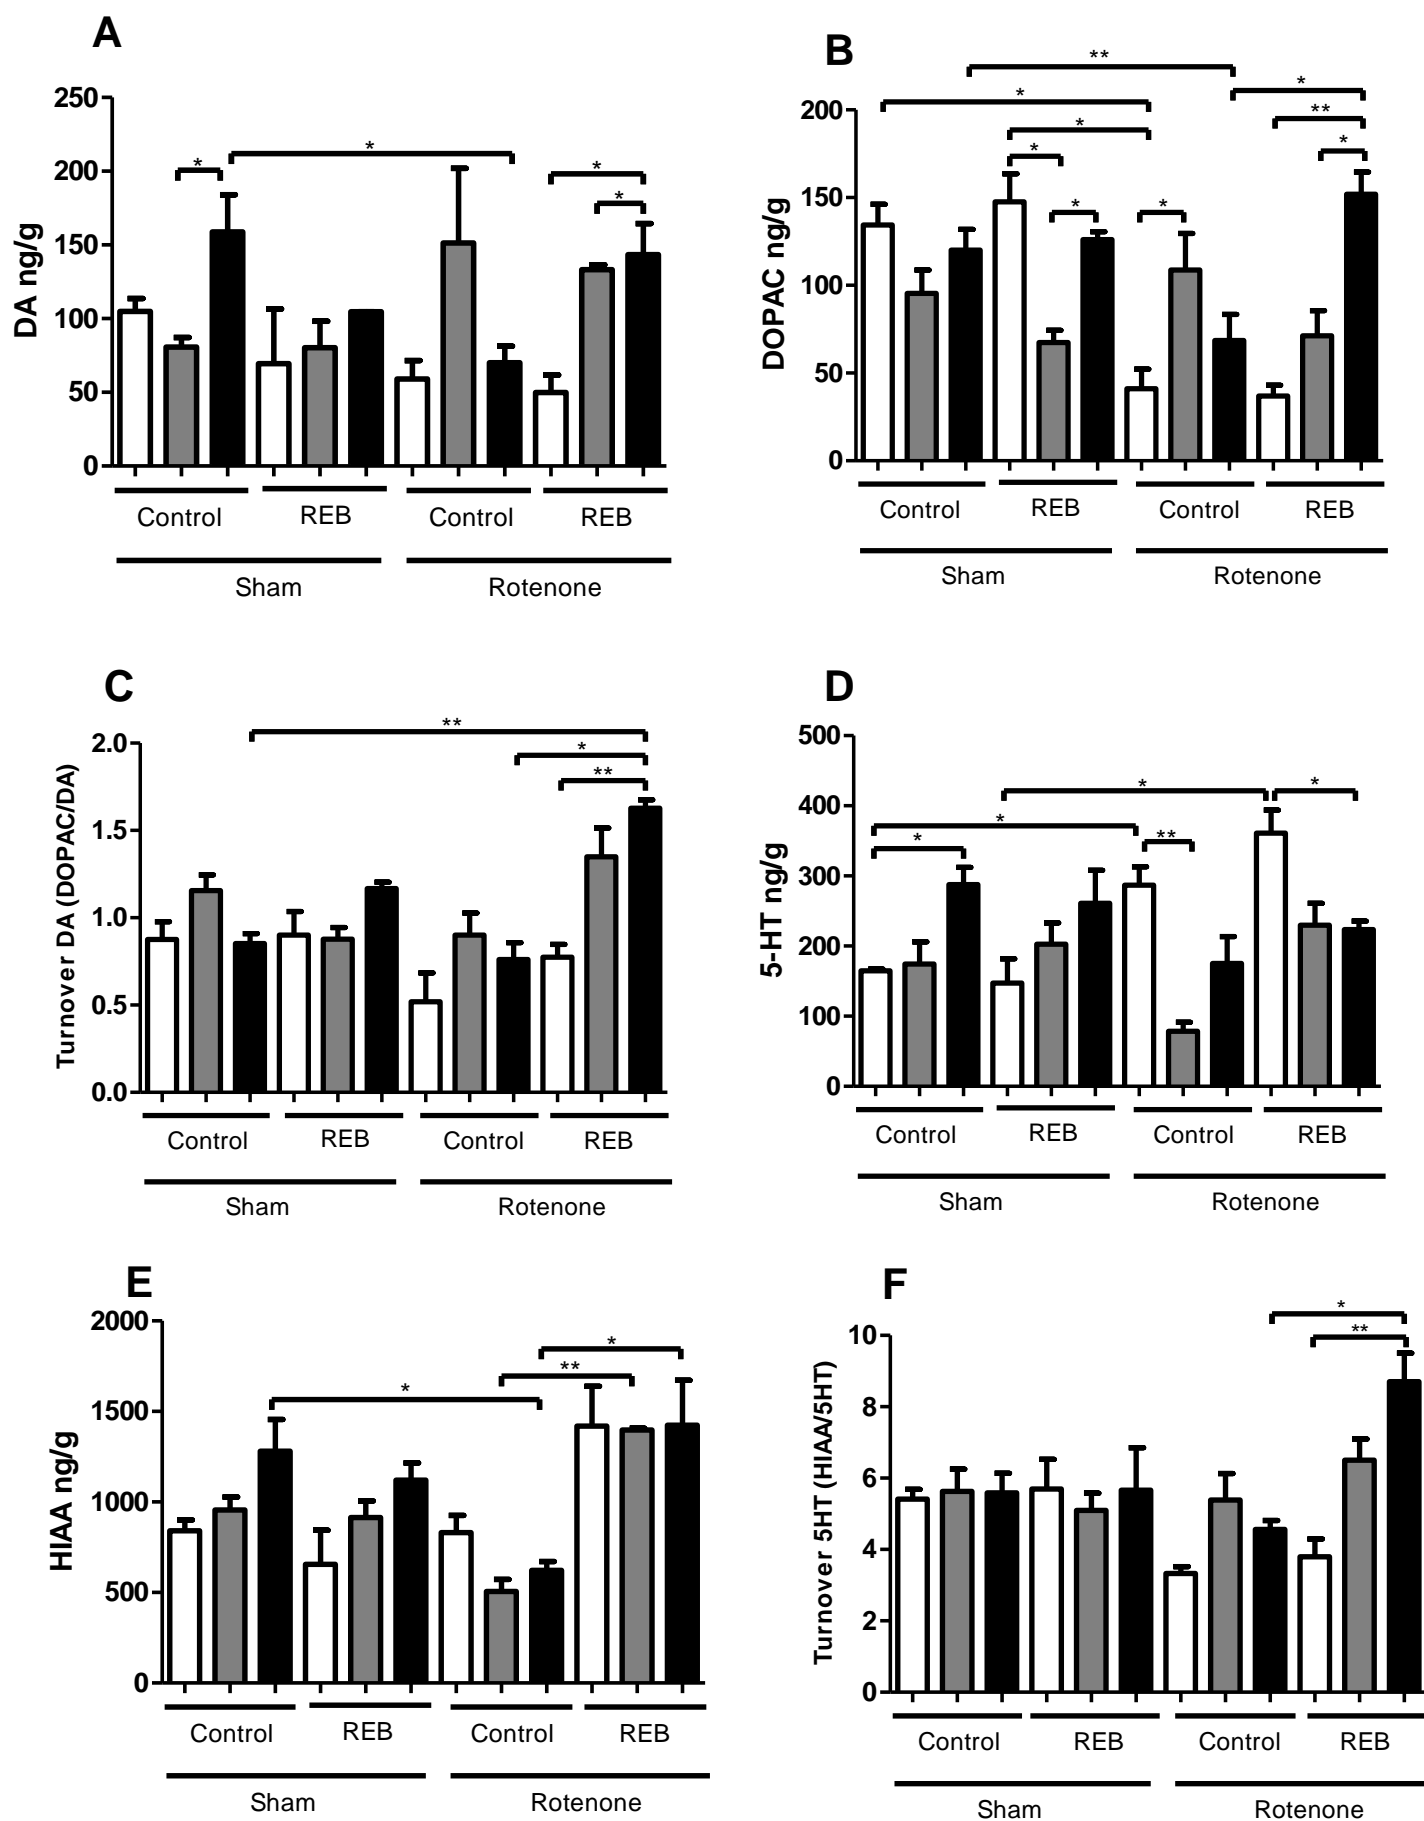 A
DA ng/g
250
200
150
100
50
0
*
*
*
*
Control
REB
Control
REB
Sham
Rotenone
B
DOPAC ng/g
200
150
100
50
0
**
*
*
*
*
*
*
**
*
Control
REB
Control
REB
Sham
Rotenone
C
Turnover DA (DOPAC/DA)
2.0
1.5
1.0
0.5
0.0
**
*
**
Control
REB
Control
REB
Sham
Rotenone
D
5-HT ng/g
500
400
300
200
100
0
*
*
*
*
**
Control
REB
Control
REB
Sham
Rotenone
E
HIAA ng/g
2000
1500
1000
500
0
*
**
*
Control
REB
Control
REB
Sham
Rotenone
F
Turnover 5HT (HIAA/5HT)
10
8
6
4
2
0
*
**
Control
REB
Control
REB
Sham
Rotenone